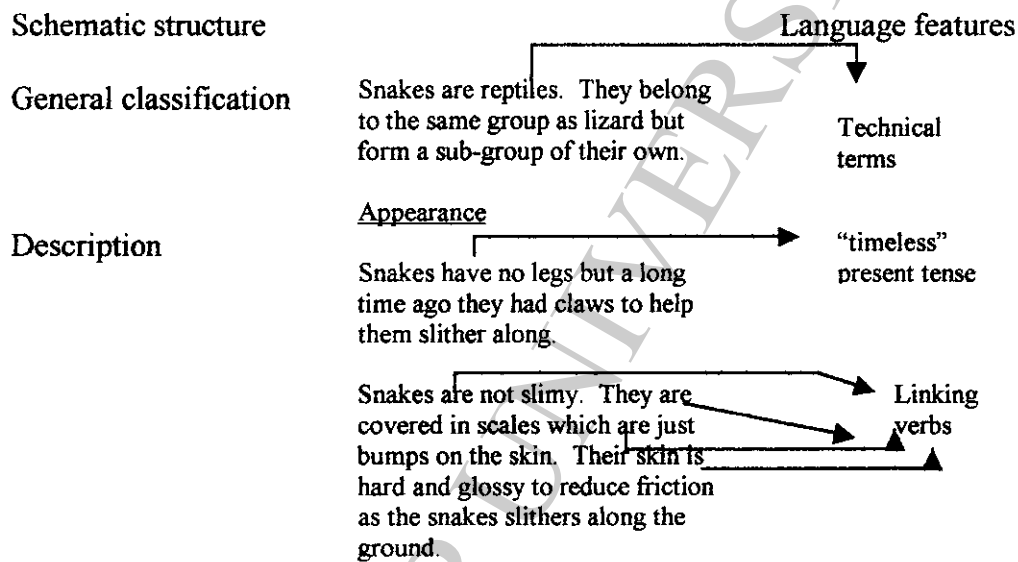 Schematic structure Language features
General classification
Snakes are reptiles. They belong
to the same group as lizard but
form a sub-group of their own.
Technical
terms
Description
Appearance
Snakes have no legs but a long
time ago they had claws to help
them slither along.
"timeless"
present tense
Snakes are not slimy. They are
covered in scales which are just
bumps on the skin. Their skin is
hard and glossy to reduce friction
as the snakes slithers along the
ground.
Linking
verbs